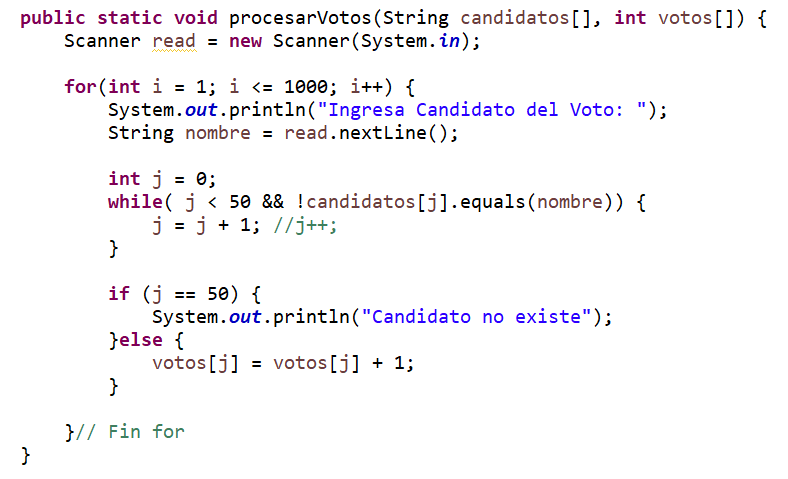 public static void procesarVotos(String candidatos[], int votos[]) {
Scanner read = new Scanner(System.in);
for(int i = 1; i <= 1000; i++) {
System.out.println("Ingresa Candidato del Voto: ");
String nombre = read.nextLine();
int j = 0;
while( j < 50 && !candidatos[j].equals(nombre)) {
j = j + 1; //j++;
}
if (j == 50) {
System.out.println("Candidato no existe");
}else {
votos[j] = votos[j] + 1;
}
}// Fin for
}